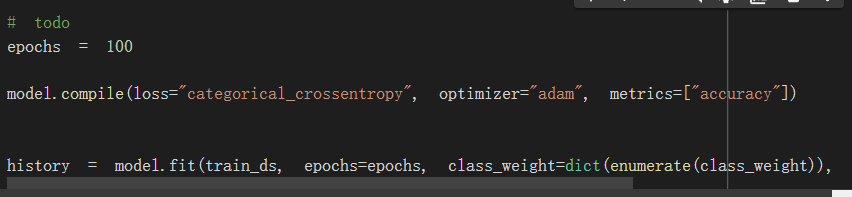 # todo
epochs = 100
model.compile(loss="categorical_crossentropy", optimizer="adam", metrics=["accuracy"])
history = model.fit(train_ds, epochs=epochs, class_weight=dict(enumerate(class_weight)),